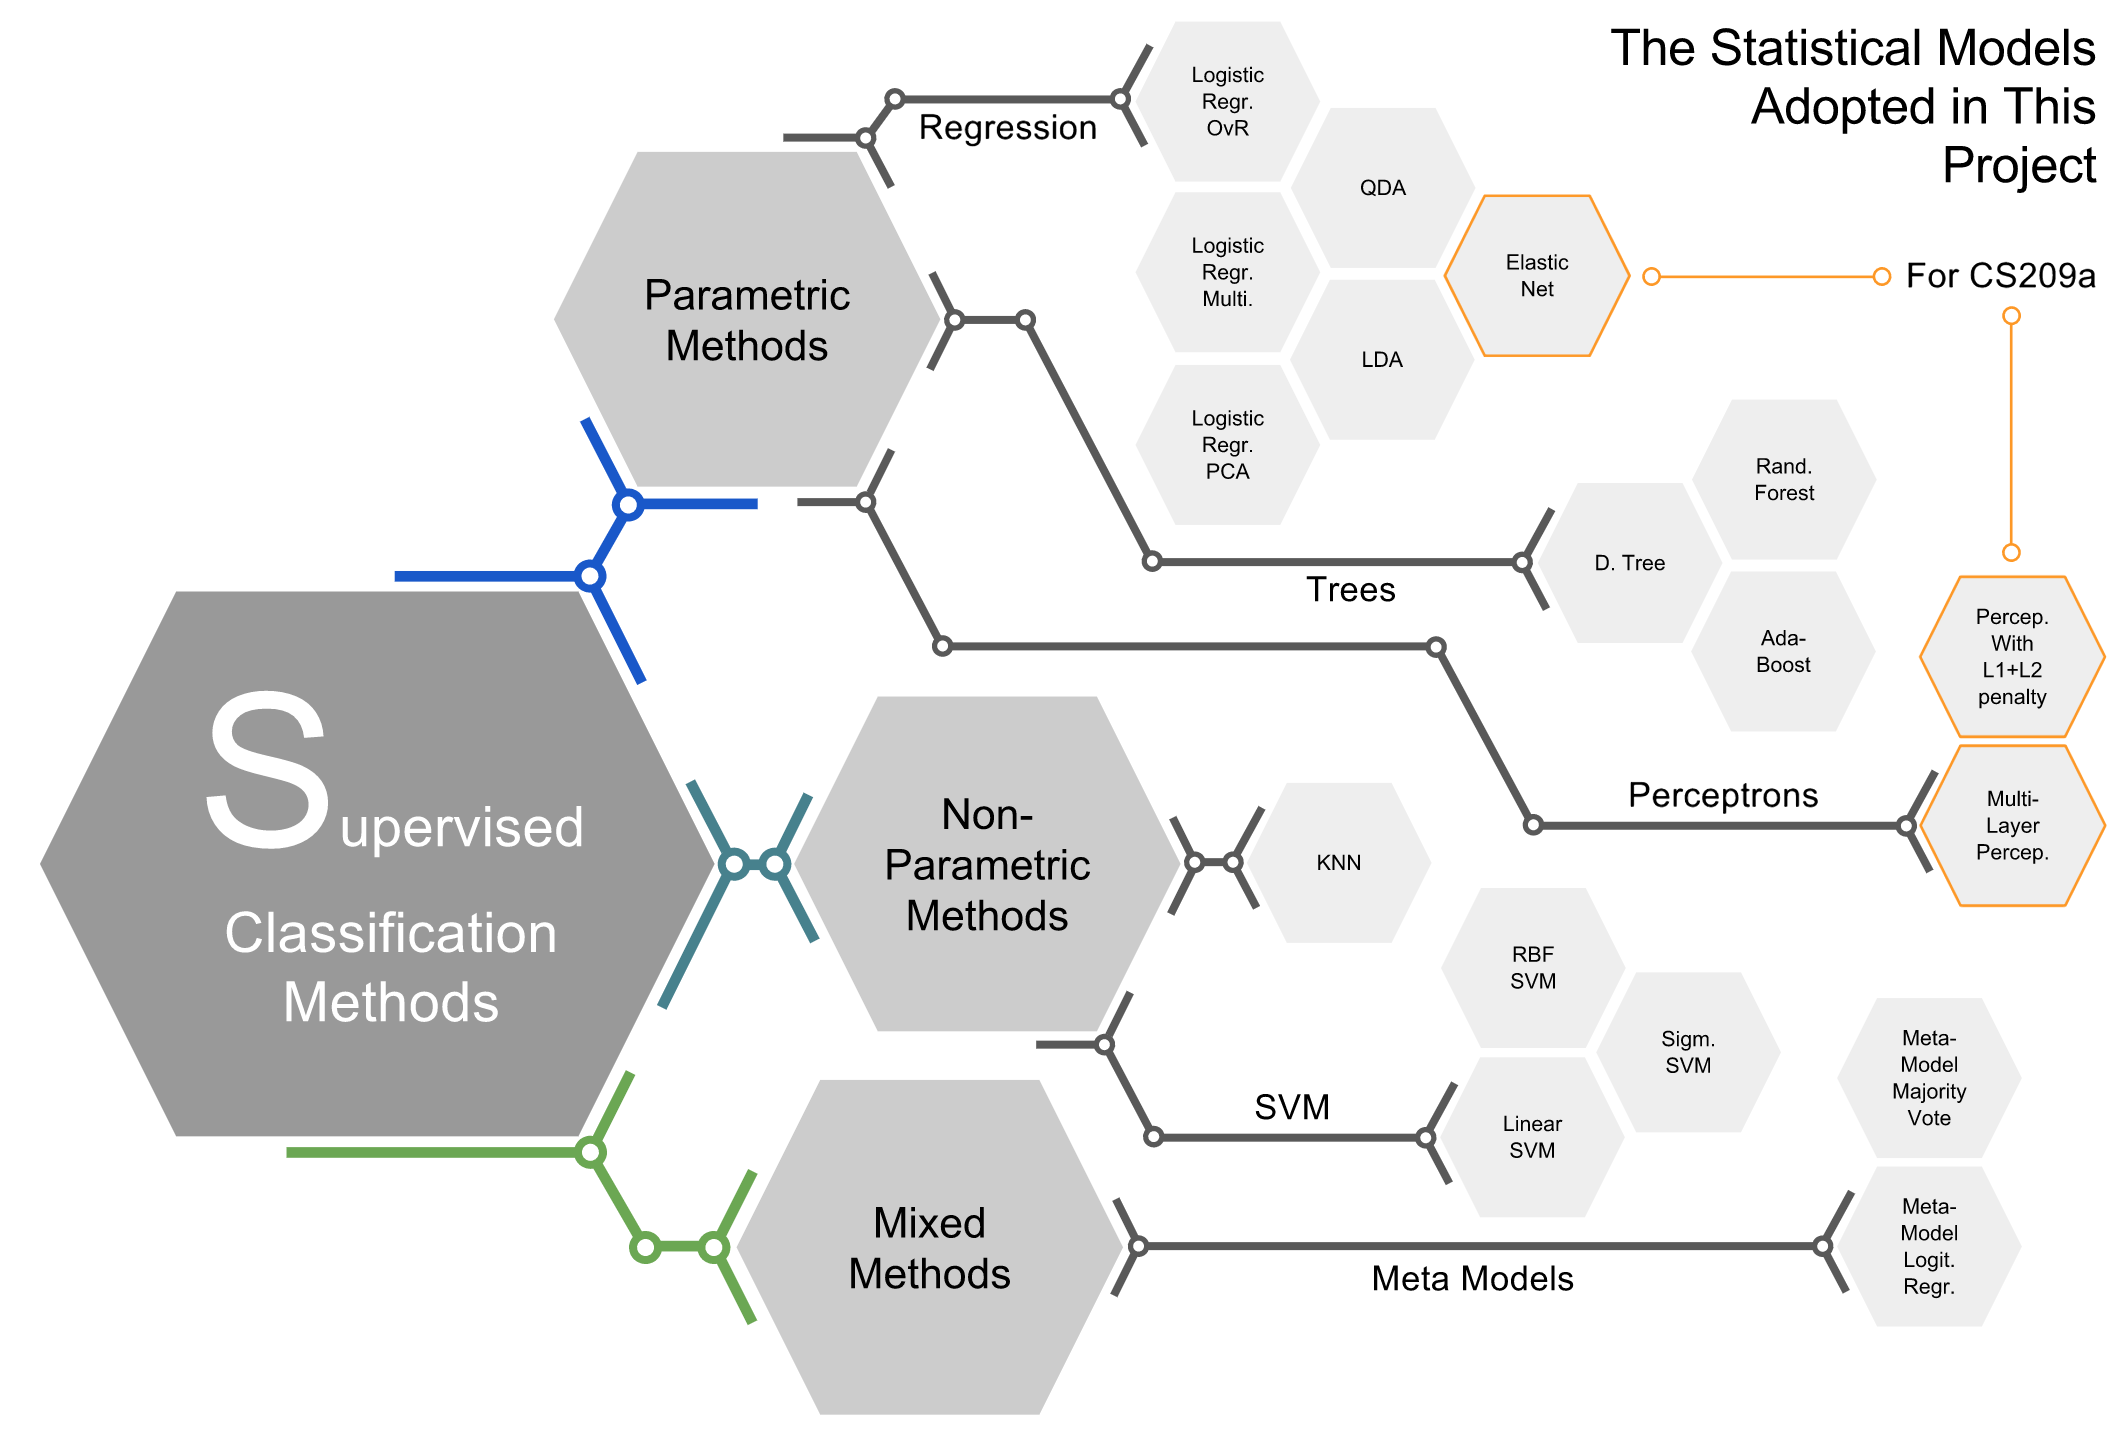 The Statistical Models
Adopted in This
Project
Supervised
Classification
Methods
Parametric
Methods
Regression
Logistic
Regr.
OvR
Logistic
Regr.
Multi.
Logistic
Regr.
PCA
QDA
LDA
Elastic
Net
For CS209a
Trees
D. Tree
Rand.
Forest
Ada-
Boost
Perceptrons
Percep.
With
L1+L2
penalty
Multi-
Layer
Percep.
Non-
Parametric
Methods
KNN
SVM
RBF
SVM
Sigm.
SVM
Linear
SVM
Mixed
Methods
Meta Models
Meta-
Model
Majority
Vote
Meta-
Model
Logit.
Regr.